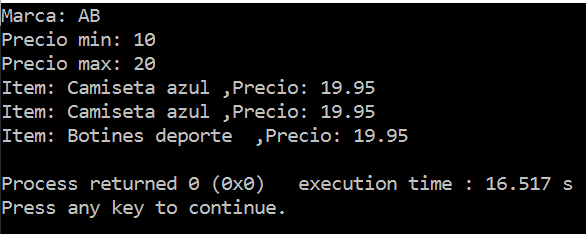 Marca: AB
Precio min: 10
Precio max: 20
Item: Camiseta azul ,Precio: 19.95
Item: Camiseta azul ,Precio: 19.95
Item: Botines deporte  ,Precio: 19.95

Process returned 0 (0x0)   execution time : 16.517 s
Press any key to continue.